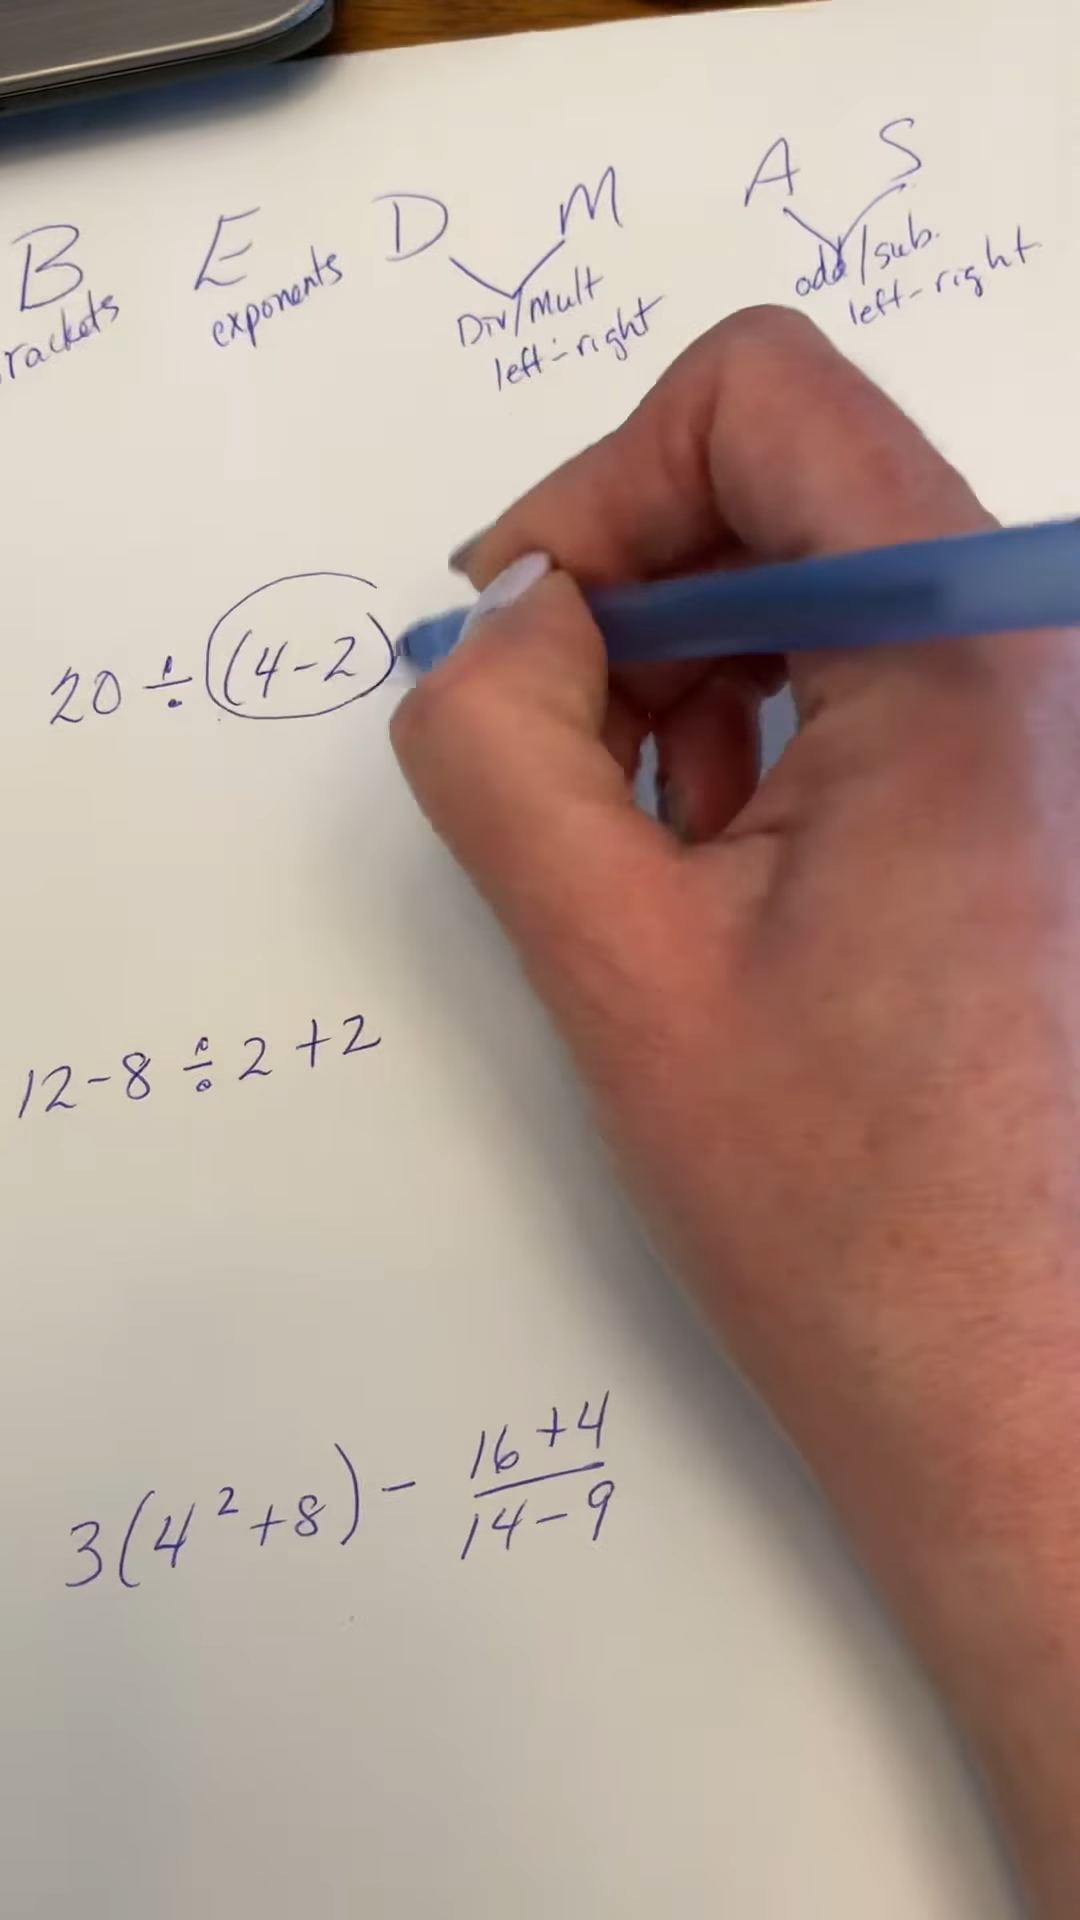 B E D M A S
rackets exponents Div/mult add/sub.
left-right left-right
20 ÷ (4-2)
12-8 ÷ 2 +2
3(4²+8) - 16+4
14-9